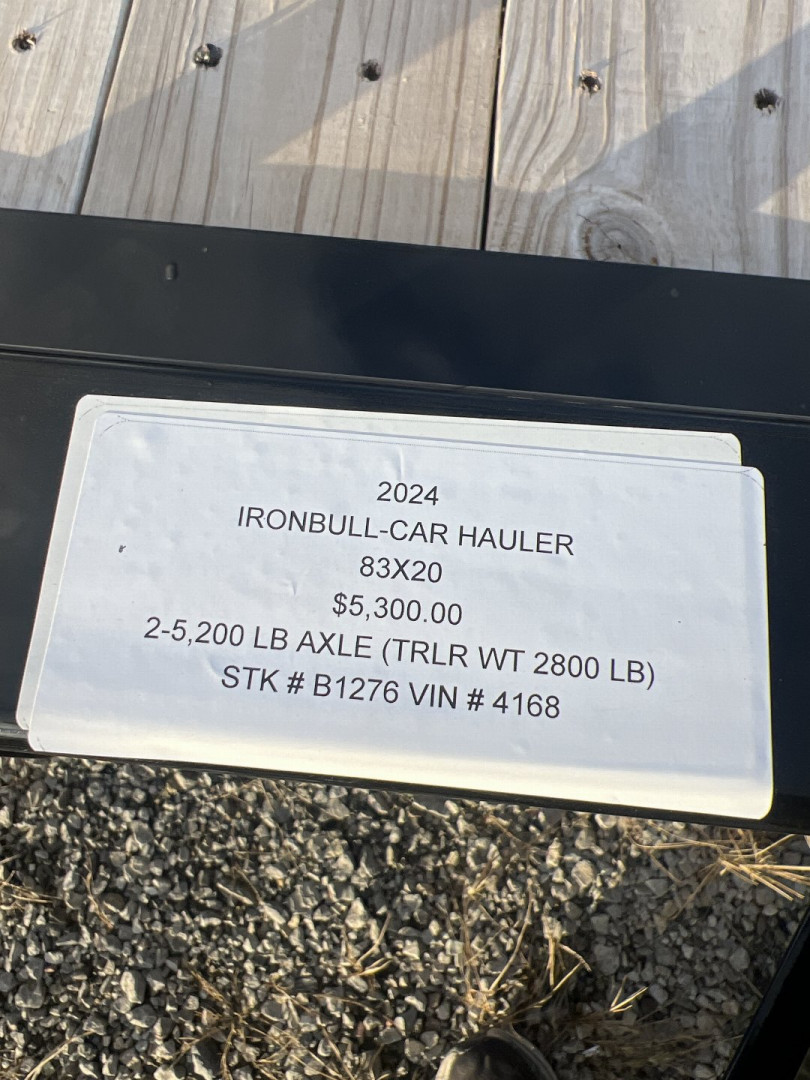 2024
IRONBULL-CAR HAULER
83X20
$5,300.00
2-5,200 LB AXLE (TRLR WT 2800 LB)
STK # B1276 VIN # 4168